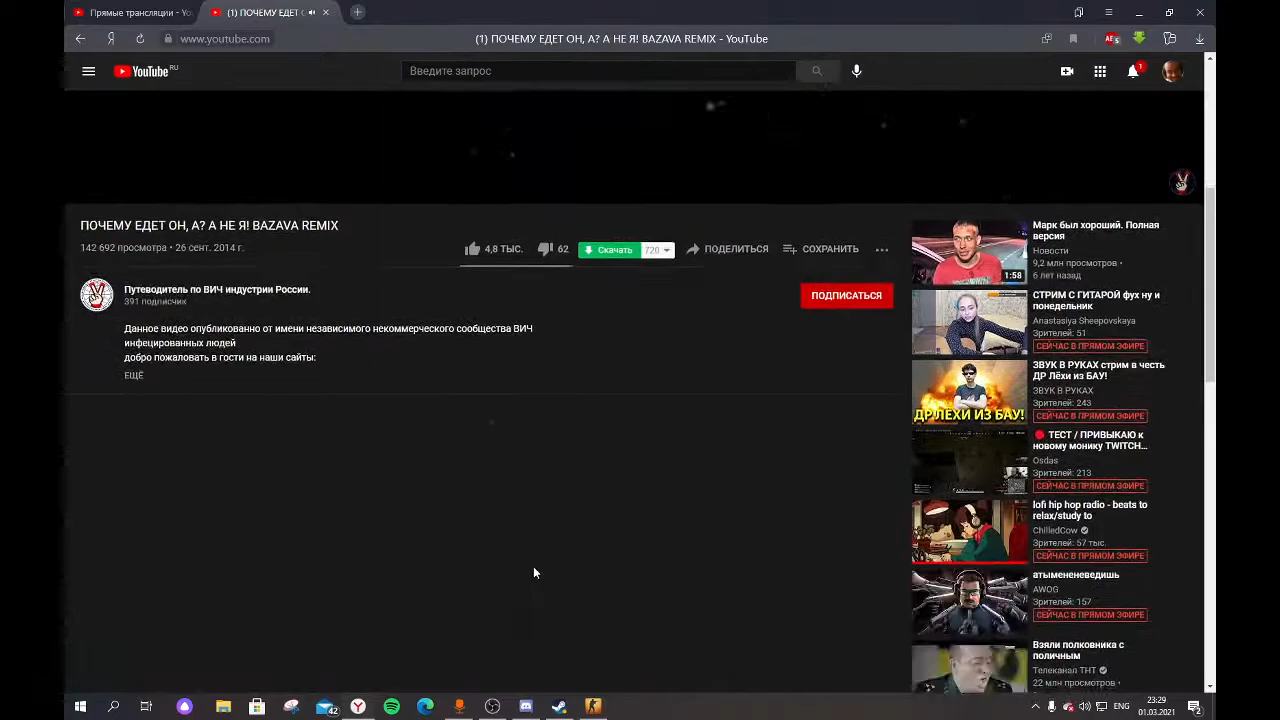 Прямые трансляции - You
(1) ПОЧЕМУ ЕДЕТ О
www.youtube.com
(1) ПОЧЕМУ ЕДЕТ ОН, А? А НЕ Я! BAZAVA REMIX - YouTube
YouTube RU
Введите запрос
1
ПОЧЕМУ ЕДЕТ ОН, А? А НЕ Я! BAZAVA REMIX
142 692 просмотра • 26 сент. 2014 г.
4,8 ТЫС.
62
Скачать 720
ПОДЕЛИТЬСЯ
СОХРАНИТЬ
Путеводитель по ВИЧ индустрии России.
391 подписчик
ПОДПИСАТЬСЯ
Данное видео опубликованно от имени независимого некоммерческого сообщества ВИЧ
инфецированных людей
добро пожаловать в гости на наши сайты:
ЕЩЁ
Марк был хороший. Полная
версия
Новости
9,2 млн просмотров •
6 лет назад
1:58
СТРИМ С ГИТАРОЙ фух ну и
понедельник
Anastasiya Sheepovskaya
Зрителей: 51
СЕЙЧАС В ПРЯМОМ ЭФИРЕ
ЗВУК В РУКАХ стрим в честь
ДР Лёхи из БАУ!
ЗВУК В РУКАХ
Зрителей: 243
СЕЙЧАС В ПРЯМОМ ЭФИРЕ
ДР ЛЕХИ ИЗ БАУ!
ТЕСТ / ПРИВЫКАЮ к
новому монику TWITCH...
Osdas
Зрителей: 213
СЕЙЧАС В ПРЯМОМ ЭФИРЕ
lofi hip hop radio - beats to
relax/study to
ChilledCow
Зрителей: 57 тыс.
СЕЙЧАС В ПРЯМОМ ЭФИРЕ
атымененеведишь
AWOG
Зрителей: 157
СЕЙЧАС В ПРЯМОМ ЭФИРЕ
Взяли полковника с
поличным
Телеканал ТНТ
22 млн просмотров •
42
ENG
23:29
01.03.2021
2